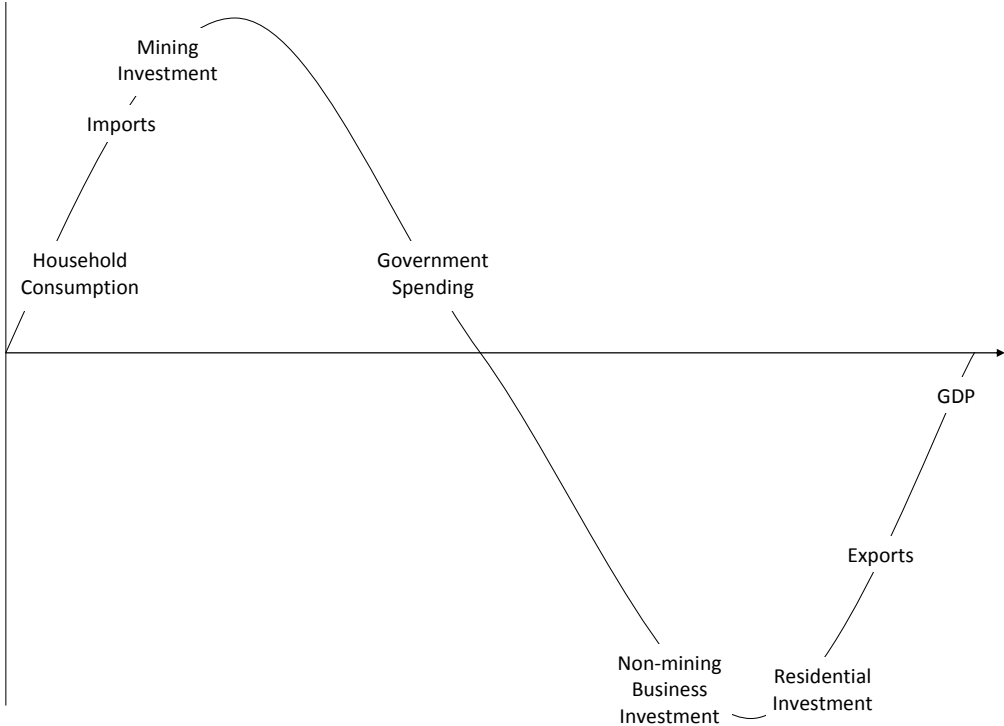 Mining
Investment
Imports
Household
Consumption
Government
Spending
GDP
Exports
Non-mining
Business
Investment
Residential
Investment